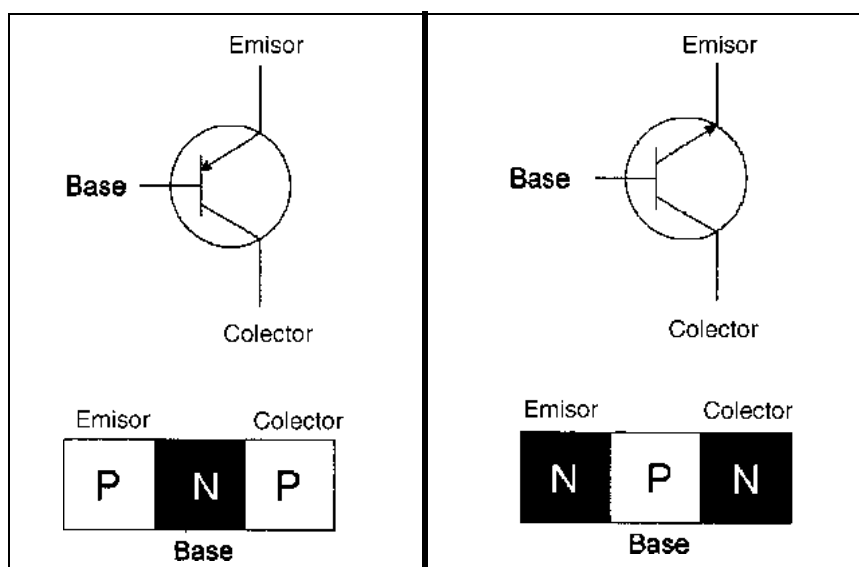 Emisor
Base
Colector
Emisor Colector
P N P
Base
Emisor
Base
Colector
Emisor Colector
N P N
Base